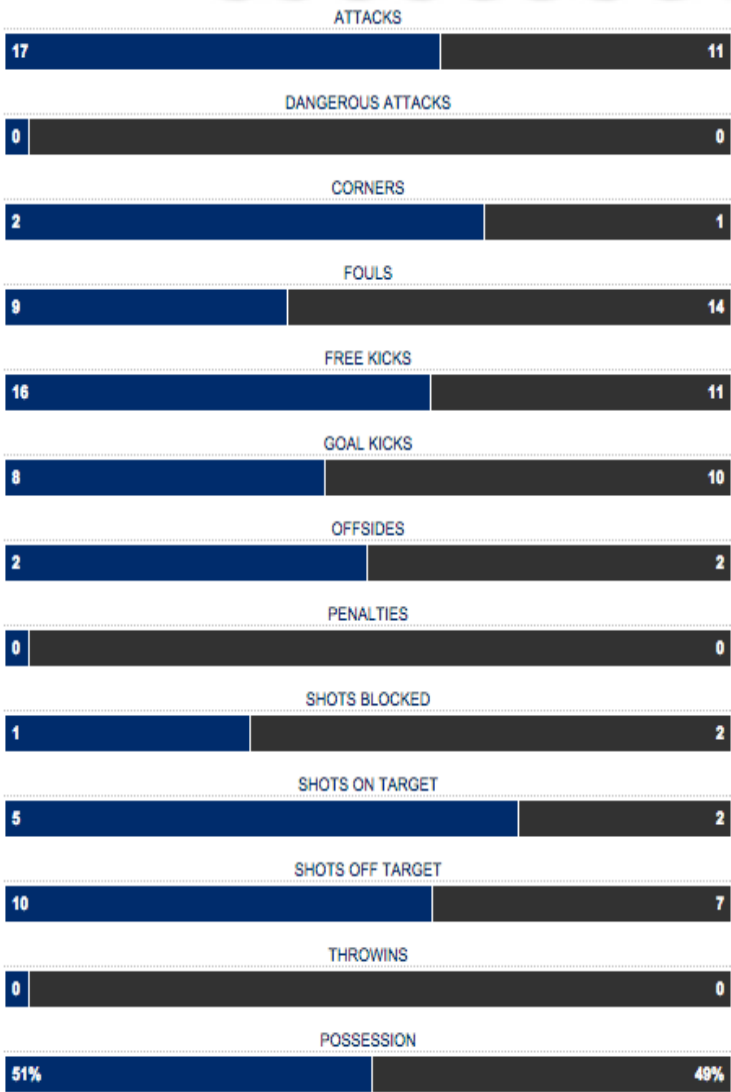 ATTACKS
17 11
DANGEROUS ATTACKS
0 0
CORNERS
2 1
FOULS
9 14
FREE KICKS
16 11
GOAL KICKS
8 10
OFFSIDES
2 2
PENALTIES
0 0
SHOTS BLOCKED
1 2
SHOTS ON TARGET
5 2
SHOTS OFF TARGET
10 7
THROWINS
0 0
POSSESSION
51% 49%